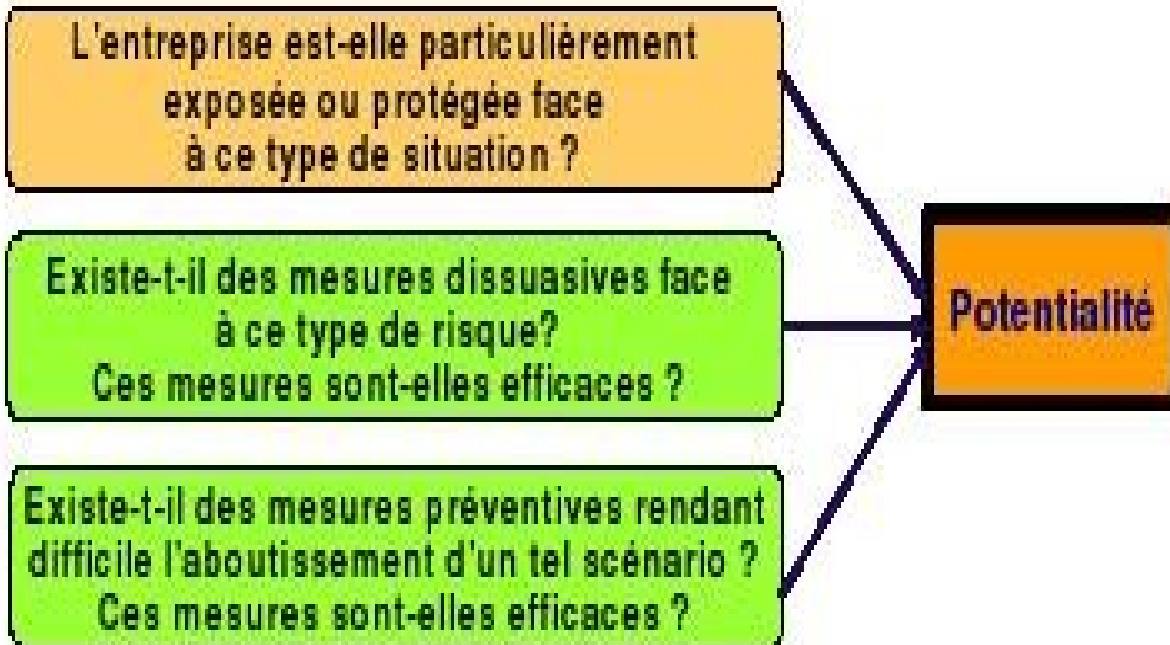 L'entreprise est-elle particulièrement
exposée ou protégée face
à ce type de situation ?
Existe-t-il des mesures dissuasives face
à ce type de risque?
Ces mesures sont-elles efficaces ?
Existe-t-il des mesures préventives rendant
difficile l'aboutissement d'un tel scénario ?
Ces mesures sont-elles efficaces ?
Potentialité